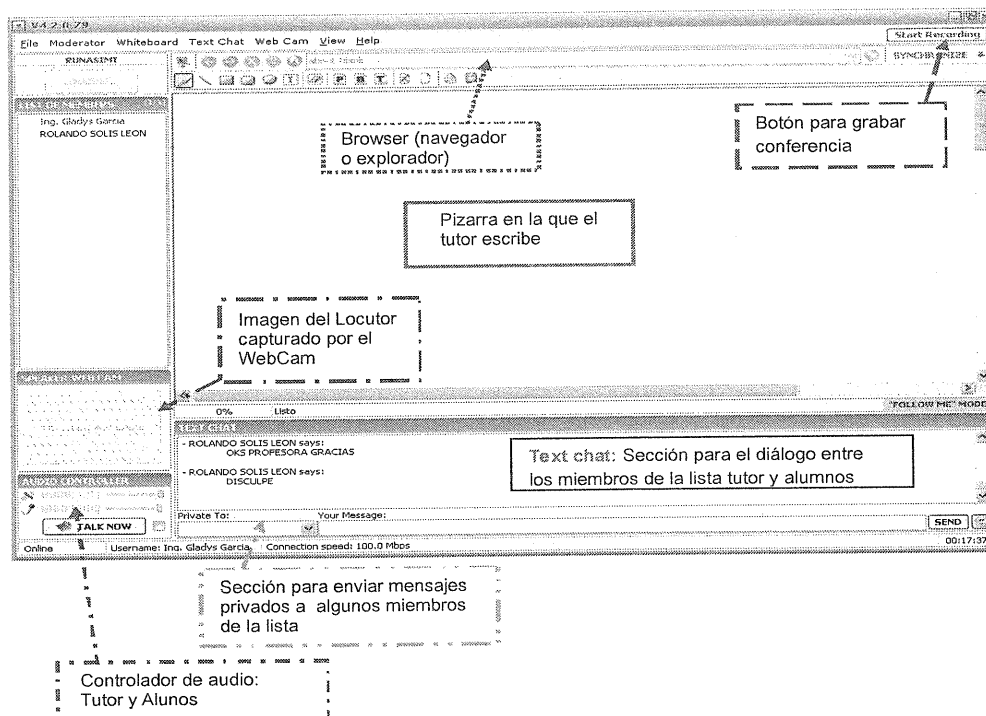 V4.2.0.79
File Moderator Whiteboard Text Chat Web Cam View Help
Start Recording
RUNASIMI
SYNCHRONIZE
Ing. Gladys Garcia
ROLANDO SOLIS LEON
Browser (navegador
o explorador)
Botón para grabar
conferencia
Pizarra en la que el
tutor escribe
Imagen del Locutor
capturado por el
WebCam
0% Listo
"FOLLOW ME" MODE
TEXT CHAT
- ROLANDO SOLIS LEON says:
OKS PROFESORA GRACIAS
- ROLANDO SOLIS LEON says:
DISCULPE
Text chat: Sección para el diálogo entre
los miembros de la lista tutor y alumnos
AUDIO CONTROLLER
TALK NOW
Private To: Your Message:
SEND
Online Username: Ing. Gladys Garcia Connection speed: 100.0 Mbps
00:17:37
Sección para enviar mensajes
privados a algunos miembros
de la lista
Controlador de audio:
Tutor y Alunos